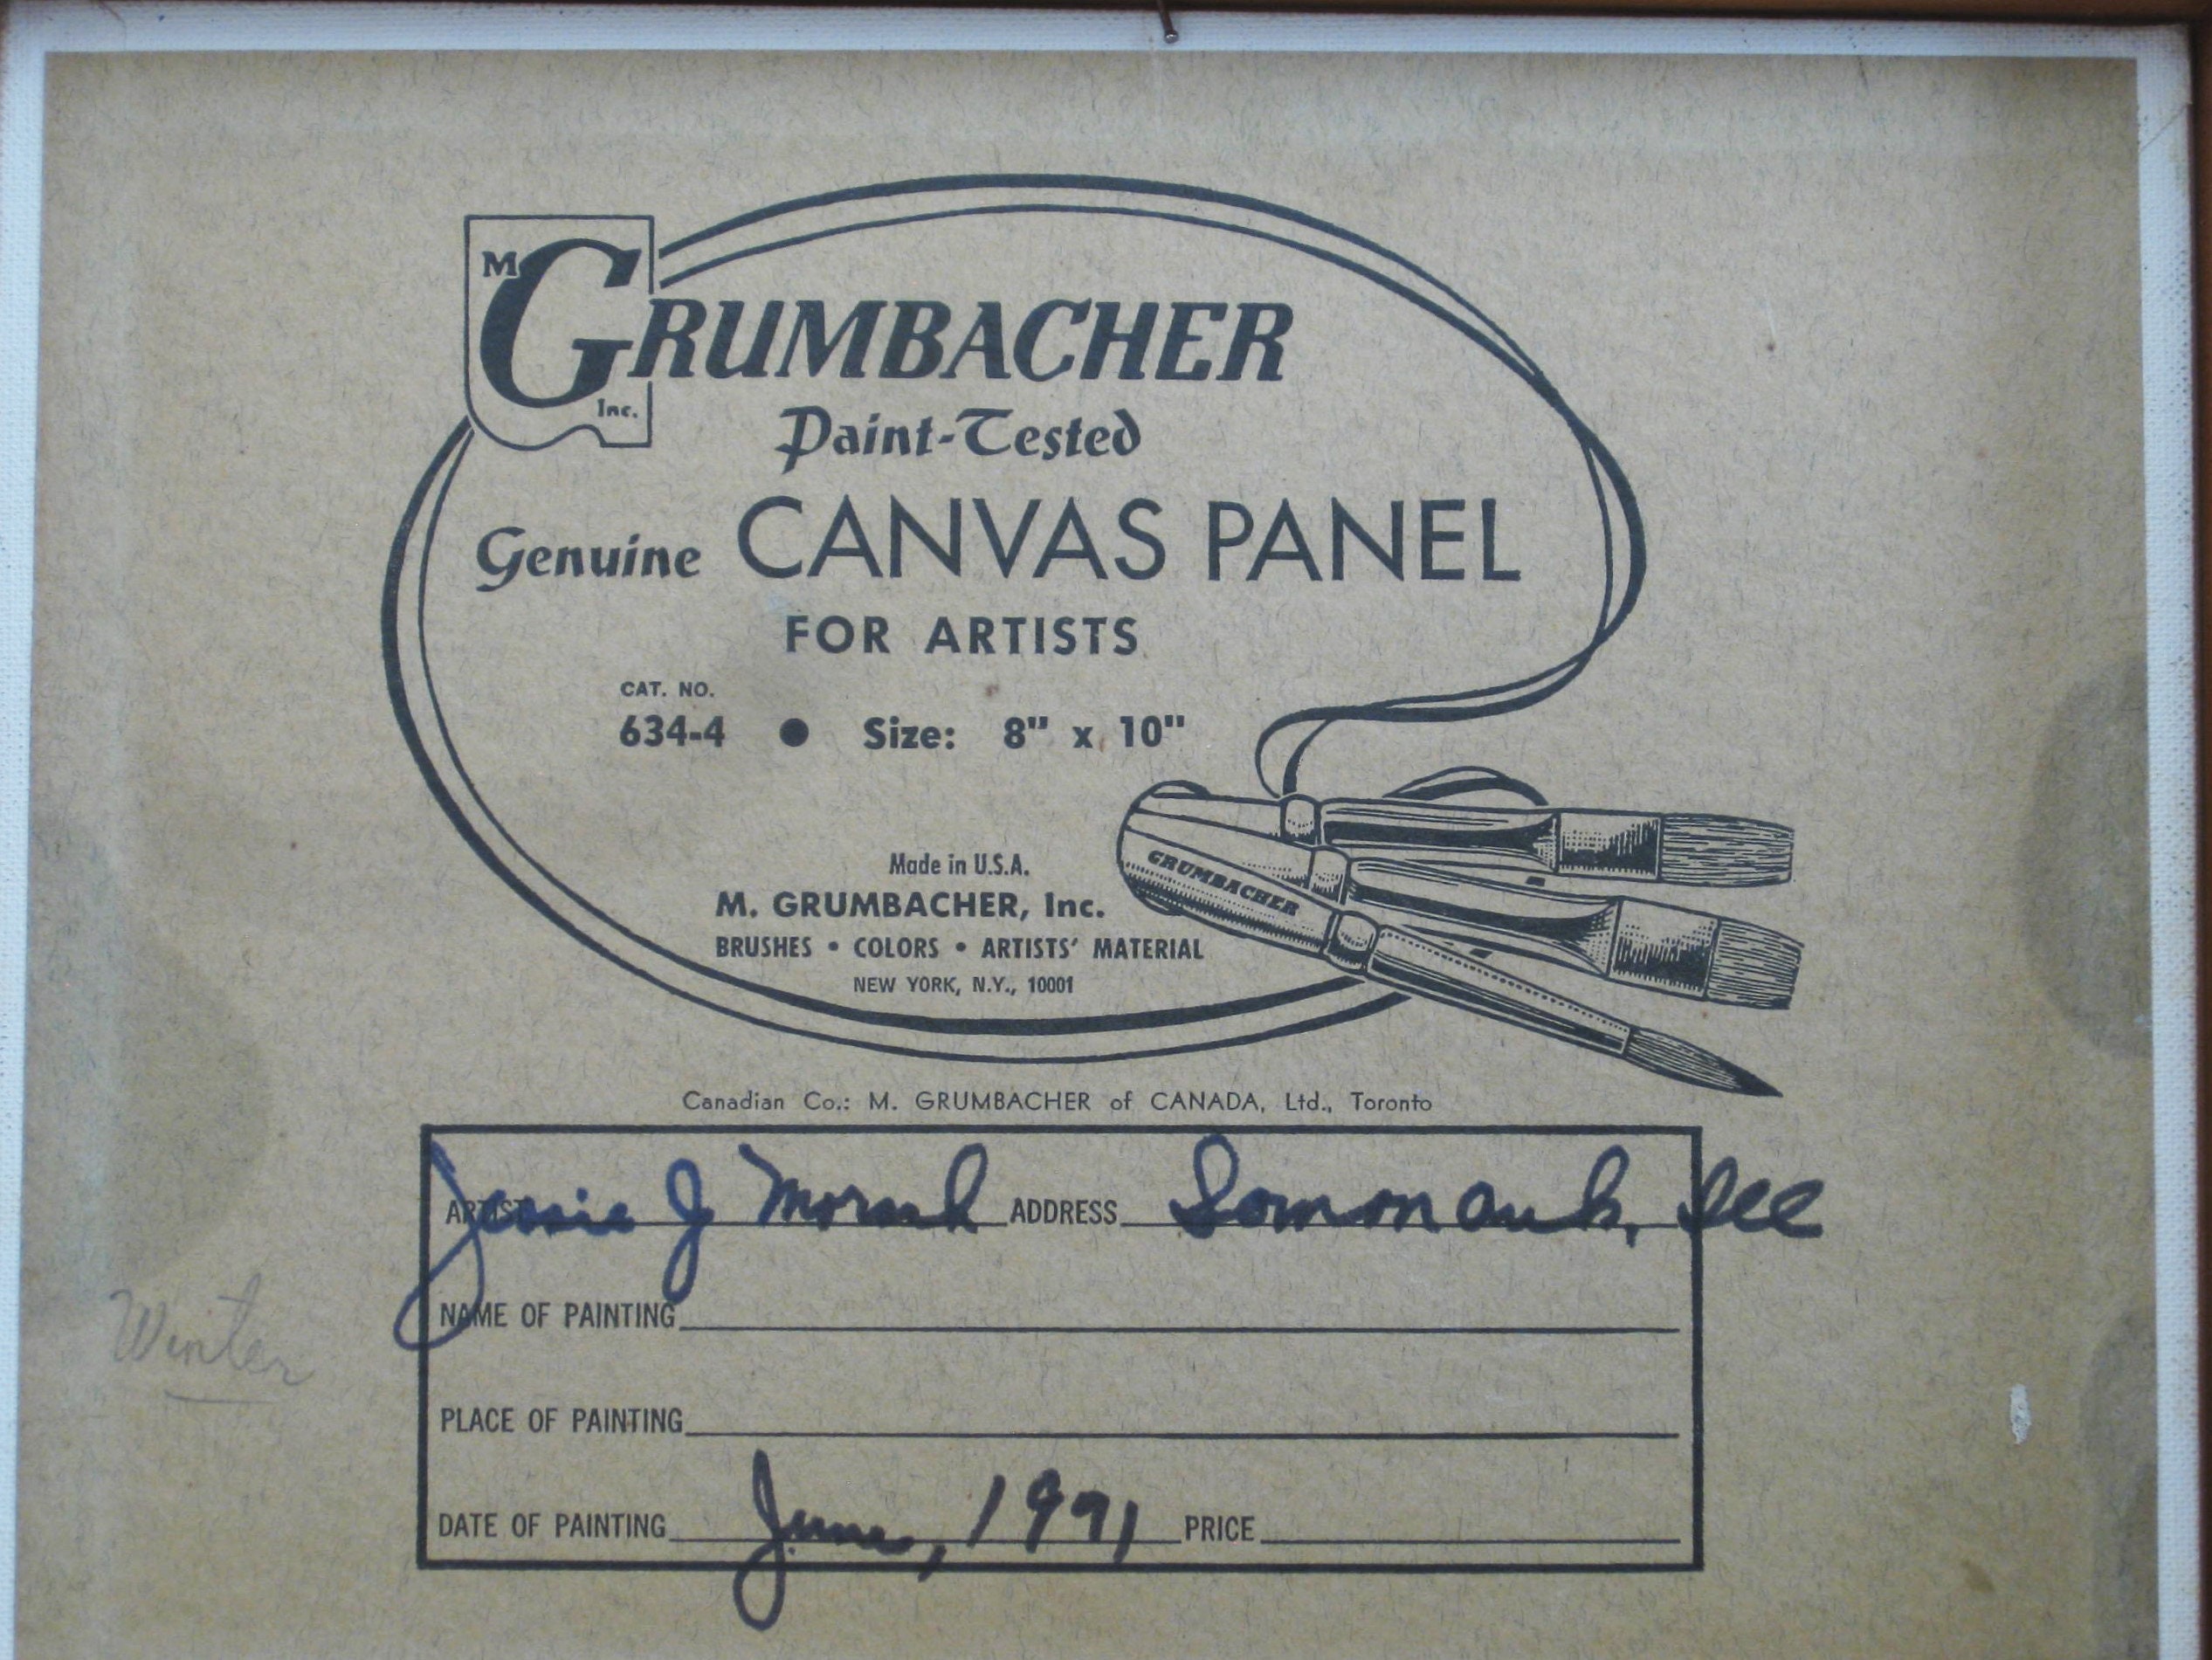 M GRUMBACHER
Inc.
Paint-Tested
Genuine CANVAS PANEL
FOR ARTISTS
CAT. NO.
634-4 ● Size: 8" x 10"
Made in U.S.A.
M. GRUMBACHER, Inc.
BRUSHES • COLORS • ARTISTS' MATERIAL
NEW YORK, N.Y., 10001
GRUMBACHER
Canadian Co.: M. GRUMBACHER of CANADA, Ltd., Toronto
ARTIST Jessie J ADDRESS Somonauk, Ill
NAME OF PAINTING
Winter
PLACE OF PAINTING
DATE OF PAINTING June, 1991 PRICE